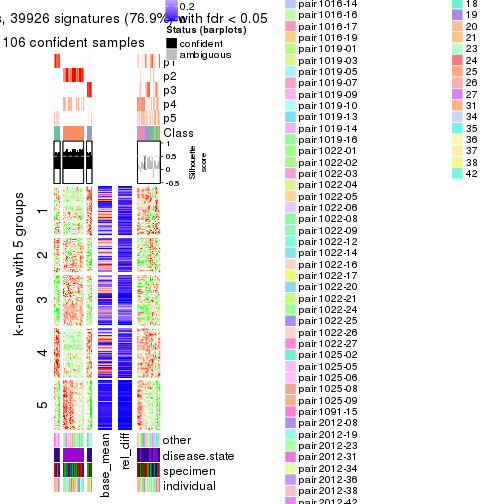 s, 39926 signatures (76.9%) with fdr < 0.05
106 confident samples
0.2
Status (barplots)
confident
ambiguous
p1
p2
p3
p4
p5
Class
1
0.5
0
-0.5
Silhouette
score
k-means with 5 groups
1
2
3
4
5
base_mean
rel_diff
other
disease.state
specimen
individual
pair1016-14
pair1016-16
pair1016-17
pair1016-19
pair1019-01
pair1019-03
pair1019-05
pair1019-07
pair1019-09
pair1019-10
pair1019-13
pair1019-14
pair1019-16
pair1022-01
pair1022-02
pair1022-03
pair1022-04
pair1022-05
pair1022-06
pair1022-08
pair1022-09
pair1022-12
pair1022-14
pair1022-16
pair1022-17
pair1022-20
pair1022-21
pair1022-24
pair1022-25
pair1022-26
pair1022-27
pair1025-02
pair1025-05
pair1025-06
pair1025-08
pair1025-09
pair1091-15
pair2012-08
pair2012-19
pair2012-23
pair2012-31
pair2012-34
pair2012-36
pair2012-38
pair2012-42
18
19
20
21
24
25
26
27
31
34
35
36
37
38
42